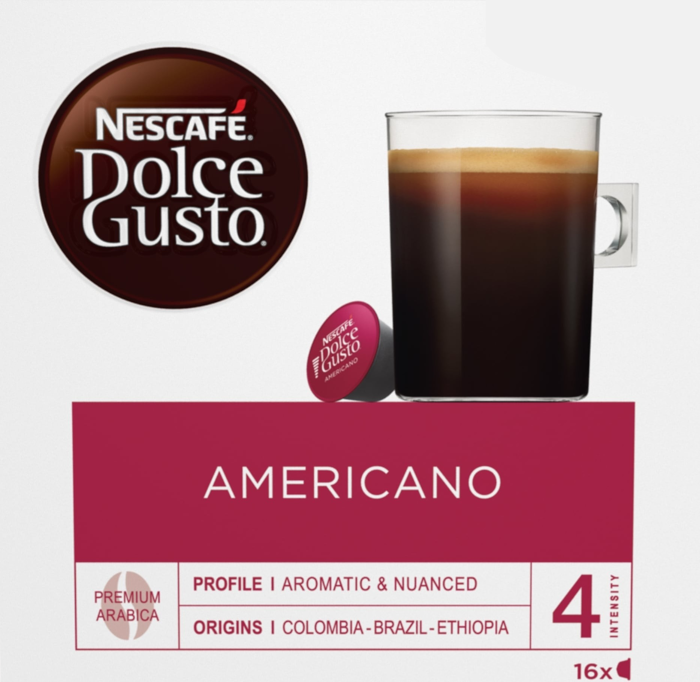 NESCAFÉ.
Dolce
Gusto.
NESCAFÉ
Dolce
Gusto
AMERICANO
AMERICANO
PREMIUM
ARABICA
PROFILE | AROMATIC & NUANCED
ORIGINS | COLOMBIA - BRAZIL - ETHIOPIA
4
INTENSITY
16x